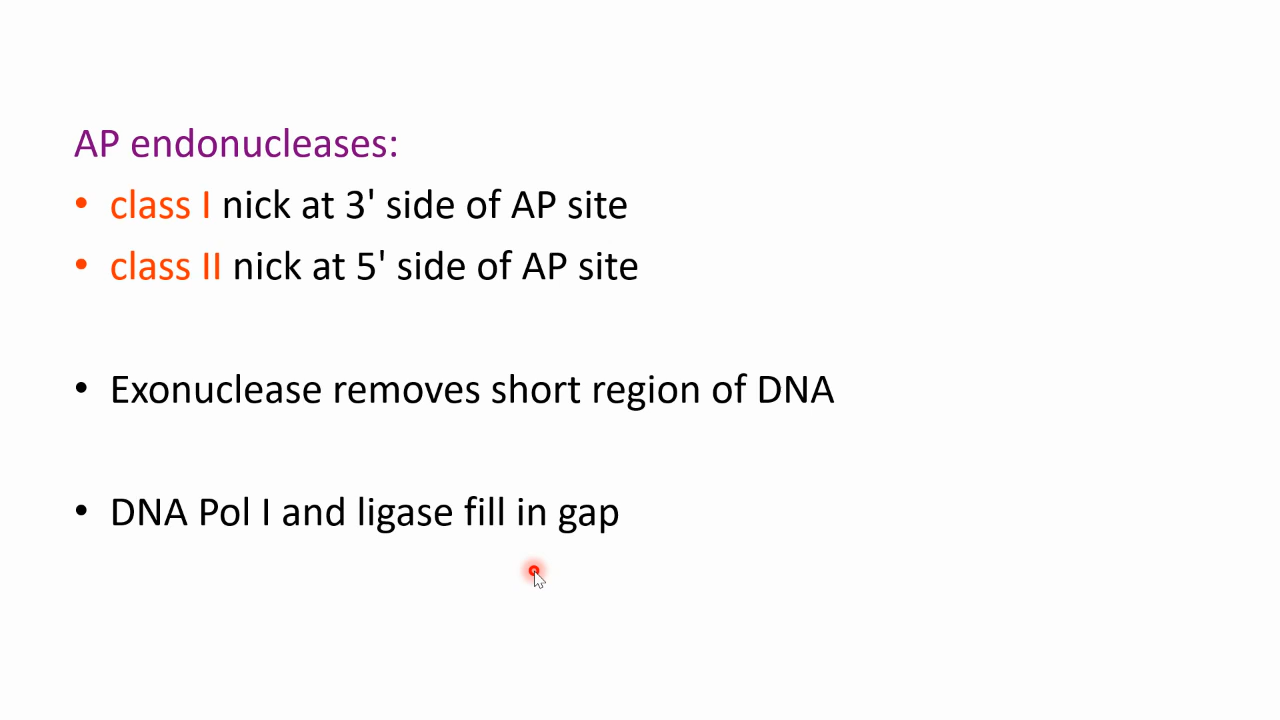 AP endonucleases:
• class I nick at 3' side of AP site
• class II nick at 5' side of AP site
• Exonuclease removes short region of DNA
• DNA Pol I and ligase fill in gap